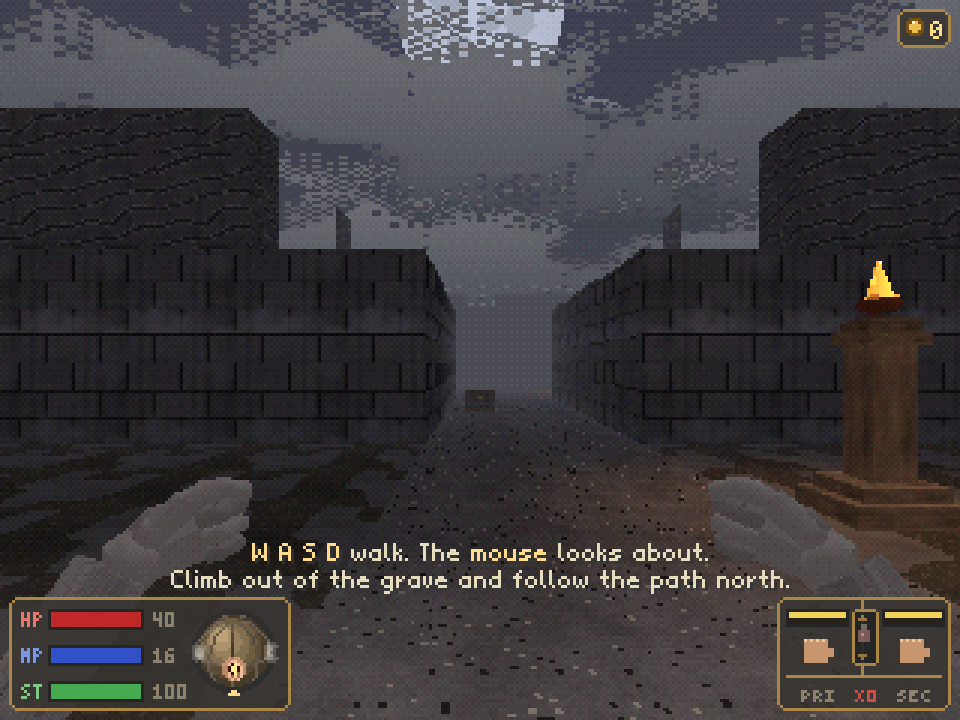 0
W A S D walk. The mouse looks about.
Climb out of the grave and follow the path north.
HP 40
MP 16
ST 100
PRI XO SEC